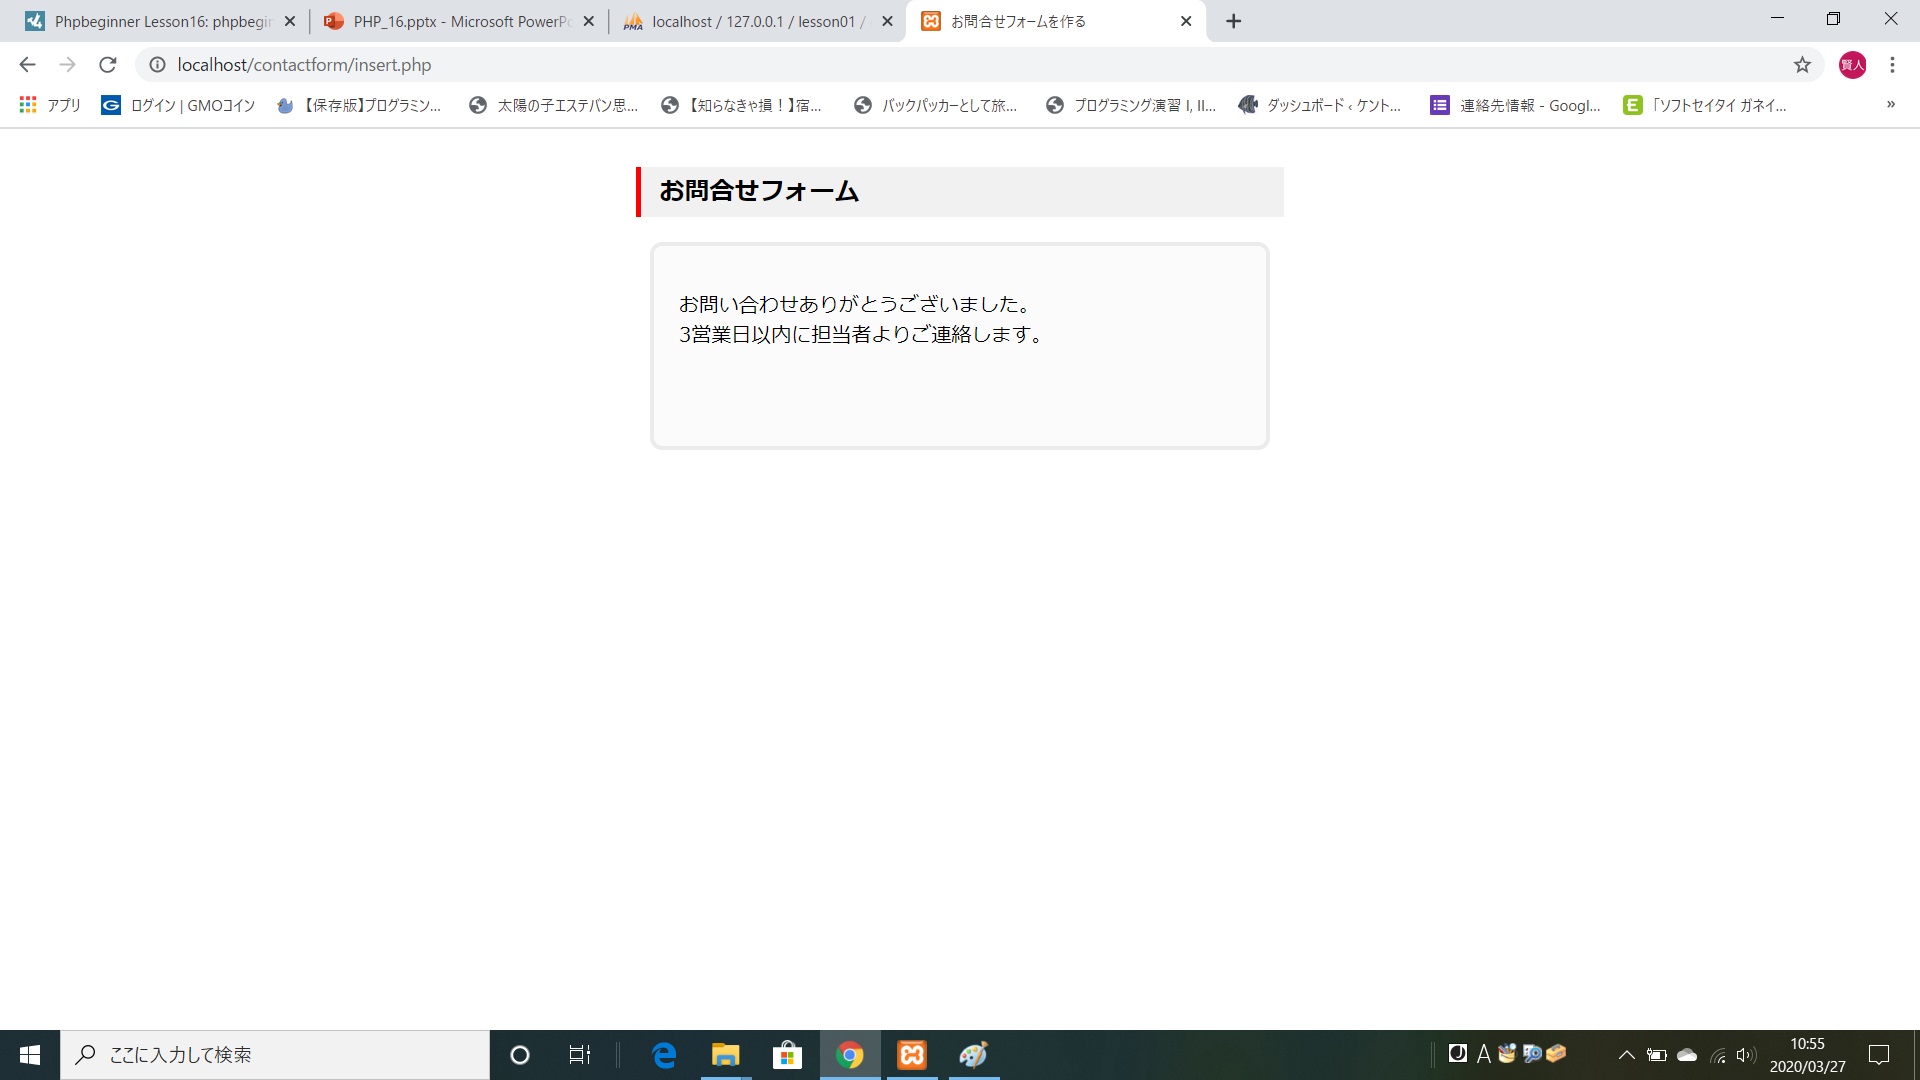 Phpbeginner Lesson16: phpbegin
PHP_16.pptx - Microsoft PowerPo
localhost / 127.0.0.1 / lesson01 /
お問合せフォームを作る
localhost/contactform/insert.php
賢人
アプリ
ログイン | GMOコイン
【保存版】プログラミン...
太陽の子エステバン思...
【知らなきゃ損！】宿...
バックパッカーとして旅...
プログラミング演習 I, II...
ダッシュボード ‹ ケント...
連絡先情報 - Googl...
「ソフトセイタイ ガネイ...
»
お問合せフォーム
お問い合わせありがとうございました。
3営業日以内に担当者よりご連絡します。
ここに入力して検索
A
10:55
2020/03/27